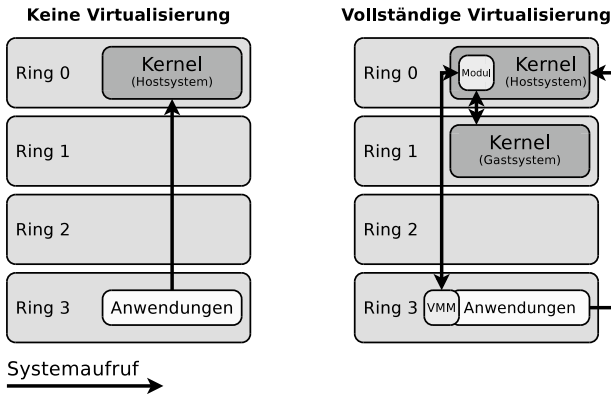 Keine Virtualisierung
Ring 0
Kernel
(Hostsystem)
Ring 1
Ring 2
Ring 3
Anwendungen
Systemaufruf
Vollständige Virtualisierung
Ring 0
Modul
Kernel
(Hostsystem)
Ring 1
Kernel
(Gastsystem)
Ring 2
Ring 3
VMM
Anwendungen